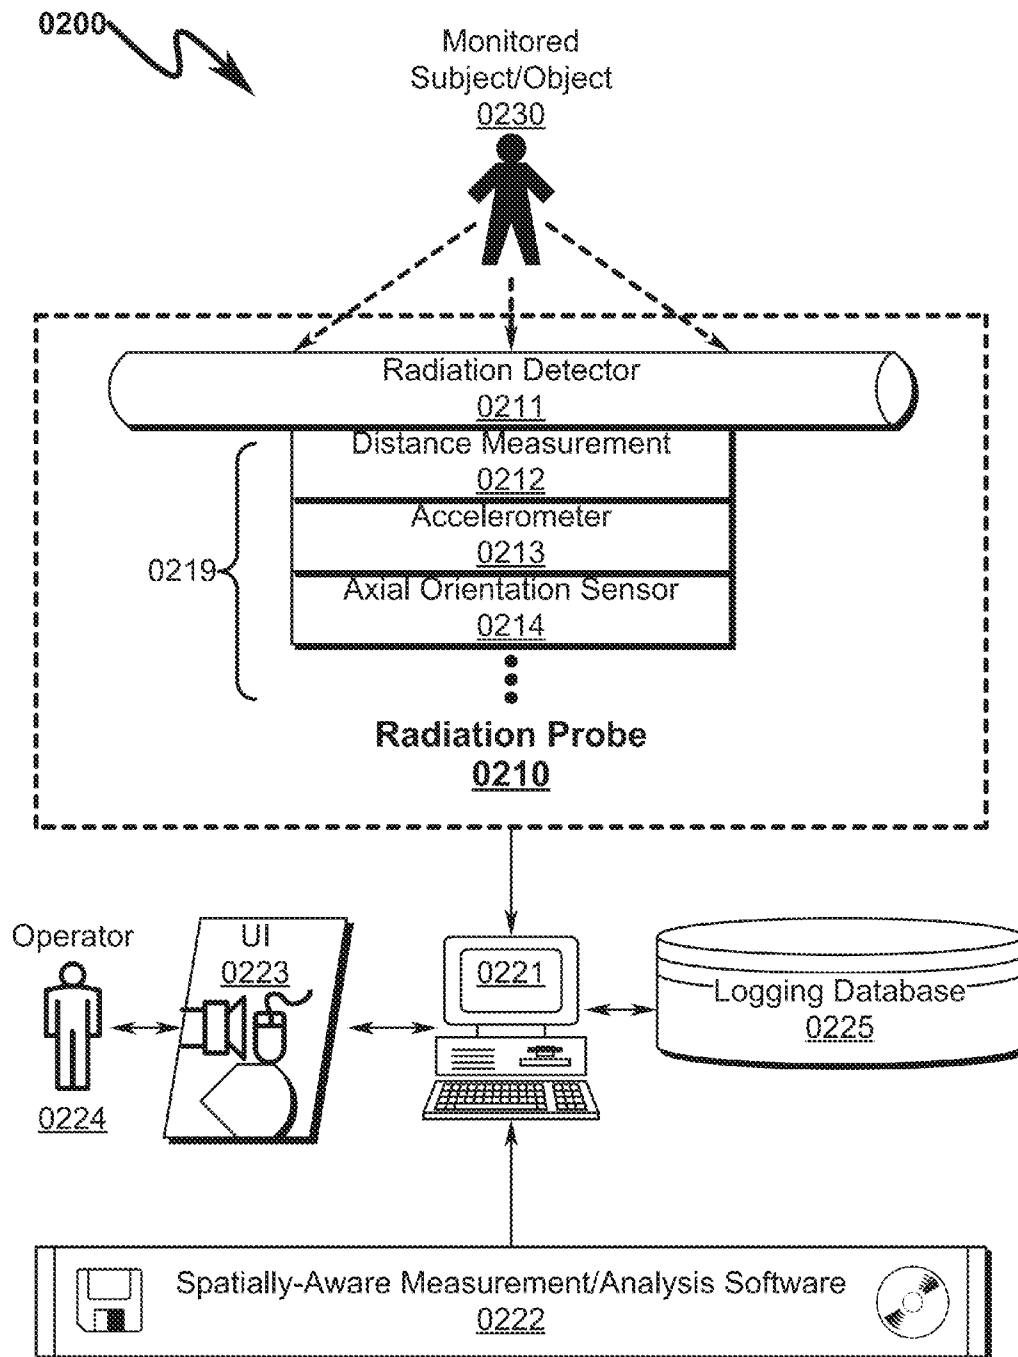 0200
Monitored
Subject/Object
0230
Radiation Detector
0211
Distance Measurement
0212
Accelerometer
0213
0219
Axial Orientation Sensor
0214
Radiation Probe
0210
Operator
UI
0223
0221
Logging Database
0225
0224
Spatially-Aware Measurement/Analysis Software
0222